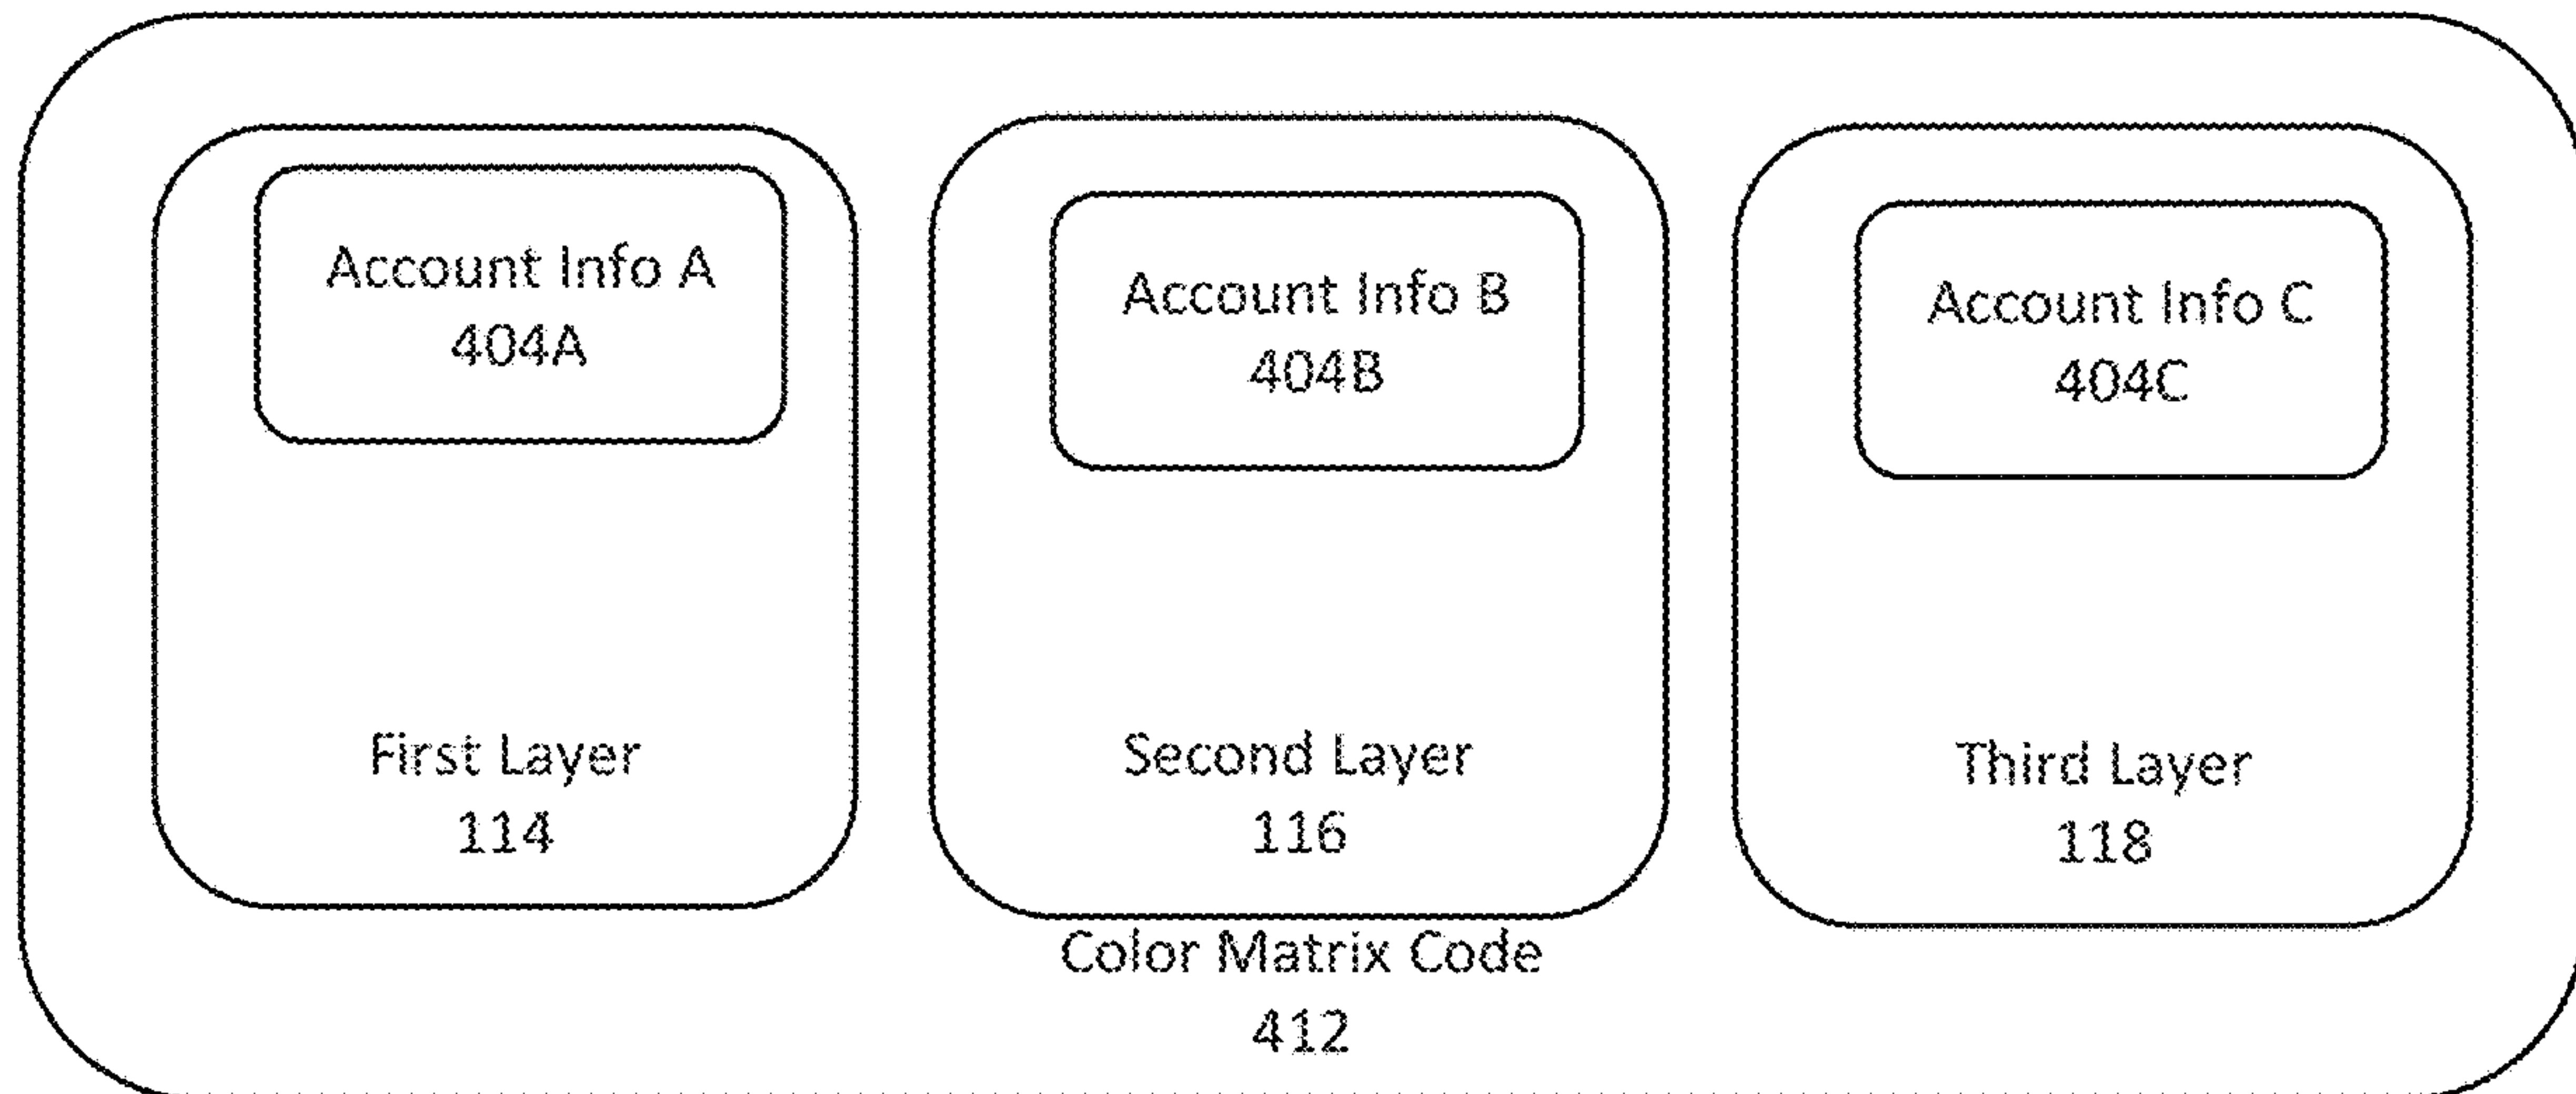 Account Info A
404A
First Layer
114
Account Info B
404B
Second Layer
116
Account Info C
404C
Third Layer
118
Color Matrix Code
412